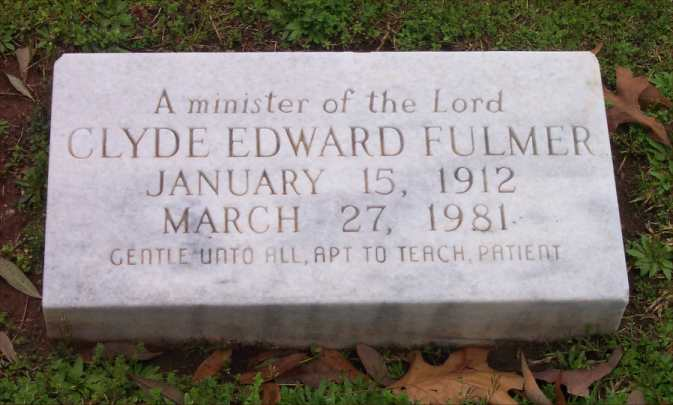 A minister of the Lord
CLYDE EDWARD FULMER
JANUARY 15, 1912
MARCH 27, 1981
GENTLE UNTO ALL, APT TO TEACH, PATIENT